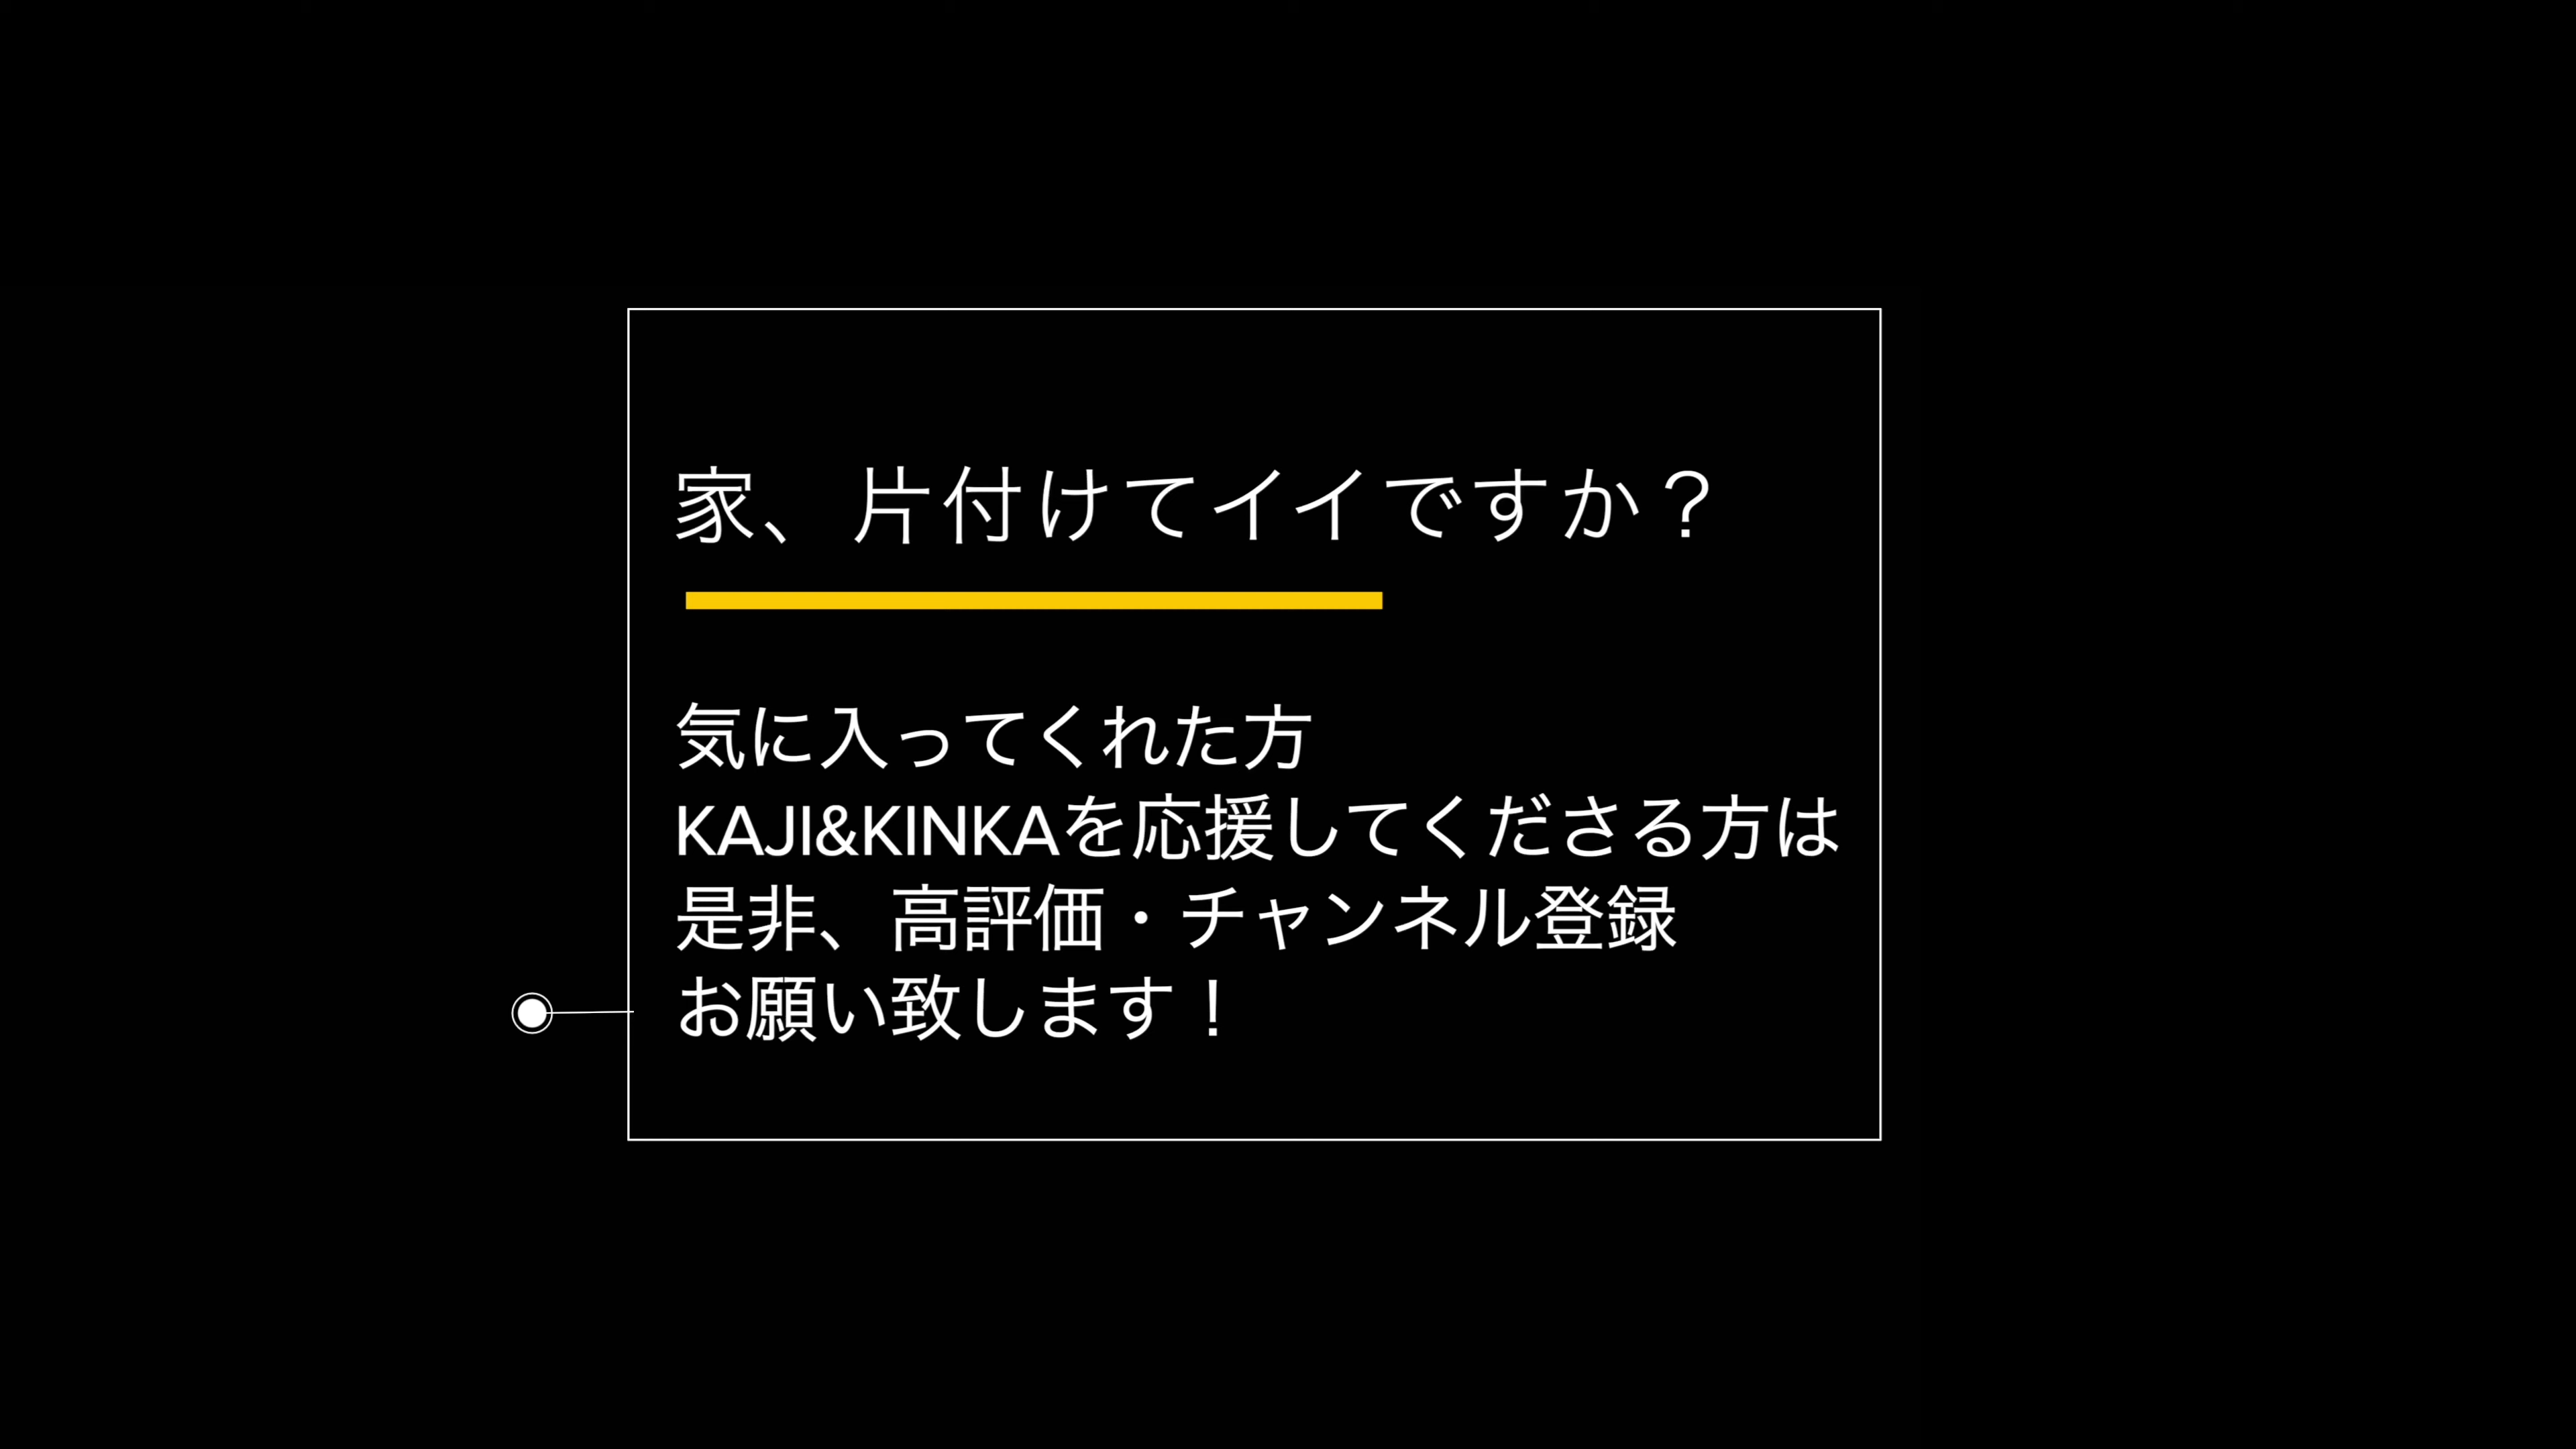 家、片付けてイイですか？
気に入ってくれた方
KAJI&KINKAを応援してくださる方は
是非、高評価・チャンネル登録
お願い致します！